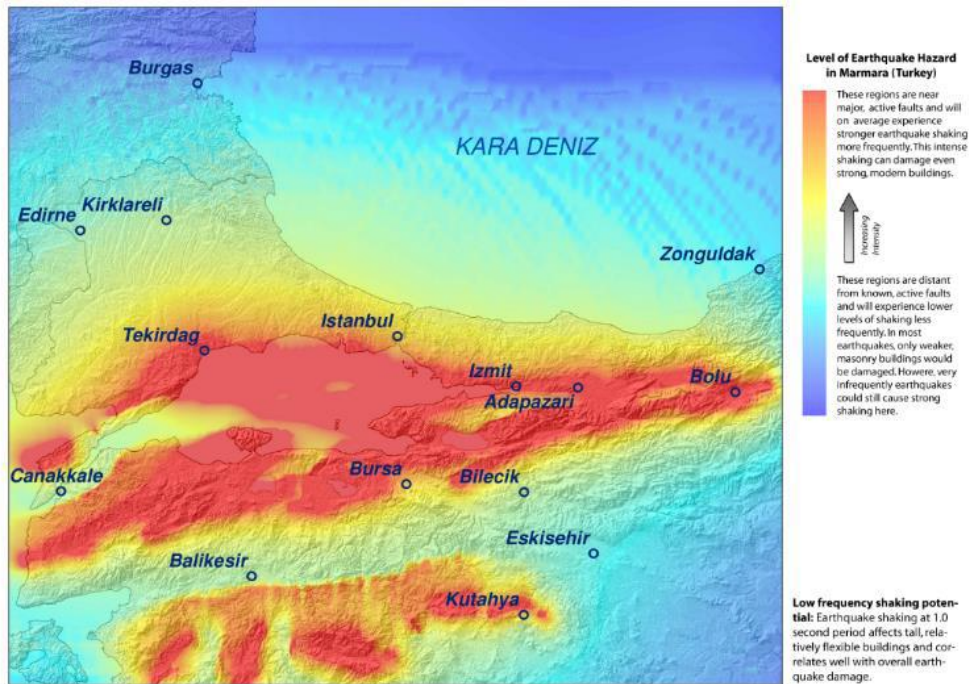 Burgas
KARA DENIZ
Kirklareli
Edirne
Zonguldak
Istanbul
Tekirdag
Izmit
Bolu
Adapazari
Canakkale
Bursa
Bilecik
Eskisehir
Balikesir
Kutahya
Level of Earthquake Hazard
in Marmara (Turkey)
These regions are near
major, active faults and will
on average experience
stronger earthquake shaking
more frequently. This intense
shaking can damage even
strong, modern buildings.
Increasing
Intensity
These regions are distant
from known, active faults
and will experience lower
levels of shaking less
frequently. In most
earthquakes, only weaker,
masonry buildings would
be damaged. Howere, very
infrequently earthquakes
could still cause strong
shaking here.
Low frequency shaking poten-
tial: Earthquake shaking at 1.0
second period affects tall, rela-
tively flexible buildings and cor-
relates well with overall earth-
quake damage.